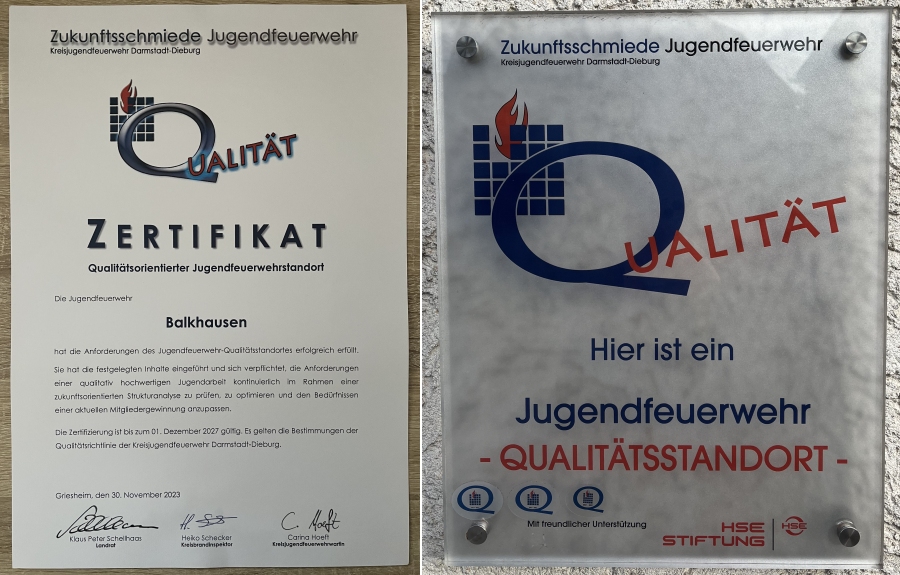 Zukunftsschmiede Jugendfeuerwehr
Kreisjugendfeuerwehr Darmstadt-Dieburg
QUALITÄT
ZERTIFIKAT
Qualitätsorientierter Jugendfeuerwehrstandort
Die Jugendfeuerwehr
Balkhausen
hat die Anforderungen des Jugendfeuerwehr-Qualitätsstandortes erfolgreich erfüllt.
Sie hat die festgelegten Inhalte eingeführt und sich verpflichtet, die Anforderungen
einer qualitativ hochwertigen Jugendarbeit kontinuierlich im Rahmen einer
zukunftsorientierten Strukturanalyse zu prüfen, zu optimieren und den Bedürfnissen
einer aktuellen Mitgliedergewinnung anzupassen.
Die Zertifizierung ist bis zum 01. Dezember 2027 gültig. Es gelten die Bestimmungen der
Qualitätsrichtlinie der Kreisjugendfeuerwehr Darmstadt-Dieburg.
Griesheim, den 30. November 2023
Klaus Peter Schellhaas
Landrat
Heiko Schecker
Kreisbrandinspektor
C. Hoeft
Carina Hoeft
Kreisjugendfeuerwehrwartin
Zukunftsschmiede Jugendfeuerwehr
Kreisjugendfeuerwehr Darmstadt-Dieburg
QUALITÄT
Hier ist ein
Jugendfeuerwehr
- QUALITÄTSSTANDORT -
Q Q Q
Mit freundlicher Unterstützung
HSE
STIFTUNG
HSE